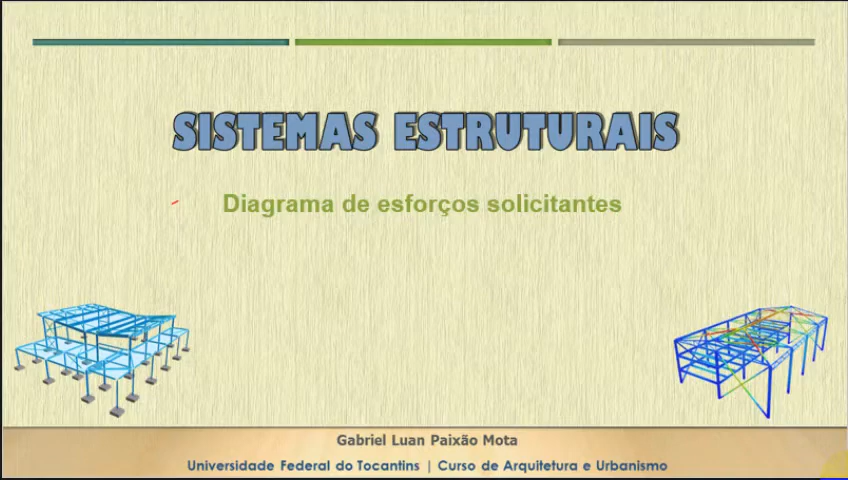 SISTEMAS ESTRUTURAIS
Diagrama de esforços solicitantes
Gabriel Luan Paixão Mota
Universidade Federal do Tocantins | Curso de Arquitetura e Urbanismo